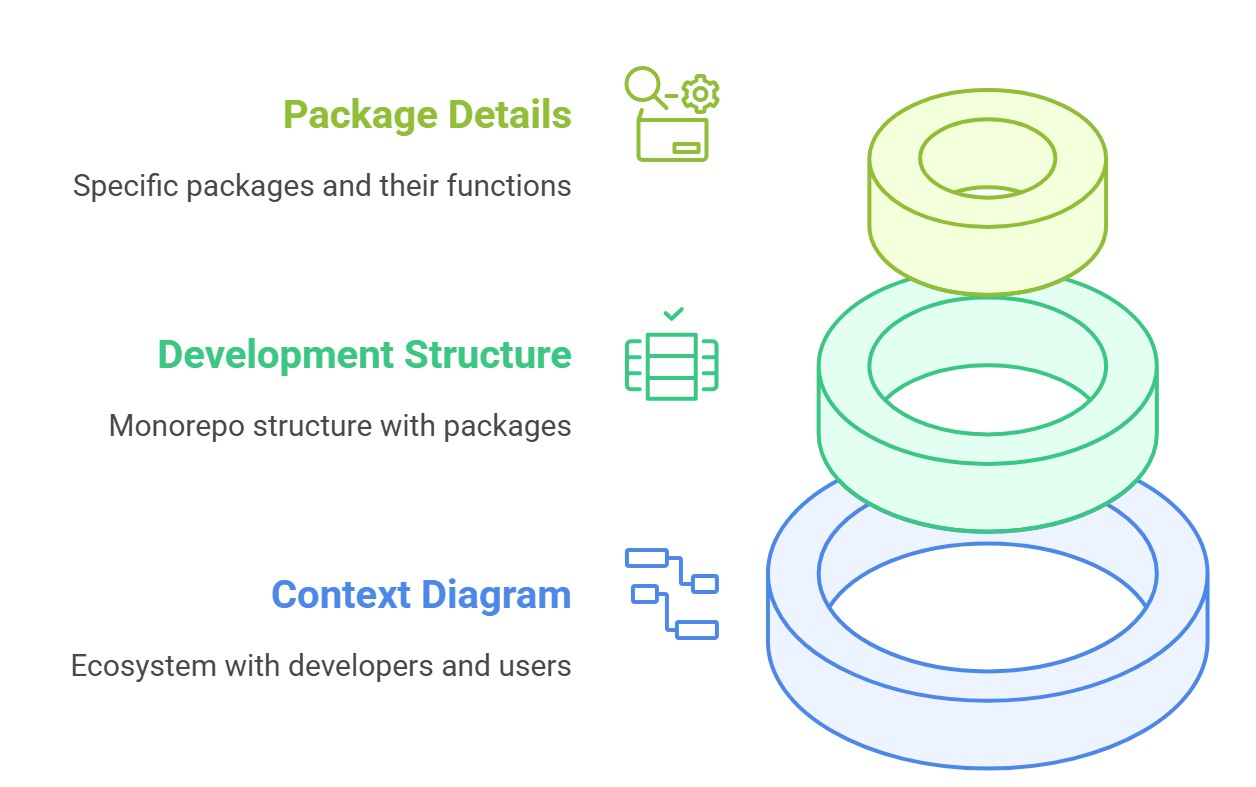 Package Details
Specific packages and their functions
Development Structure
Monorepo structure with packages
Context Diagram
Ecosystem with developers and users